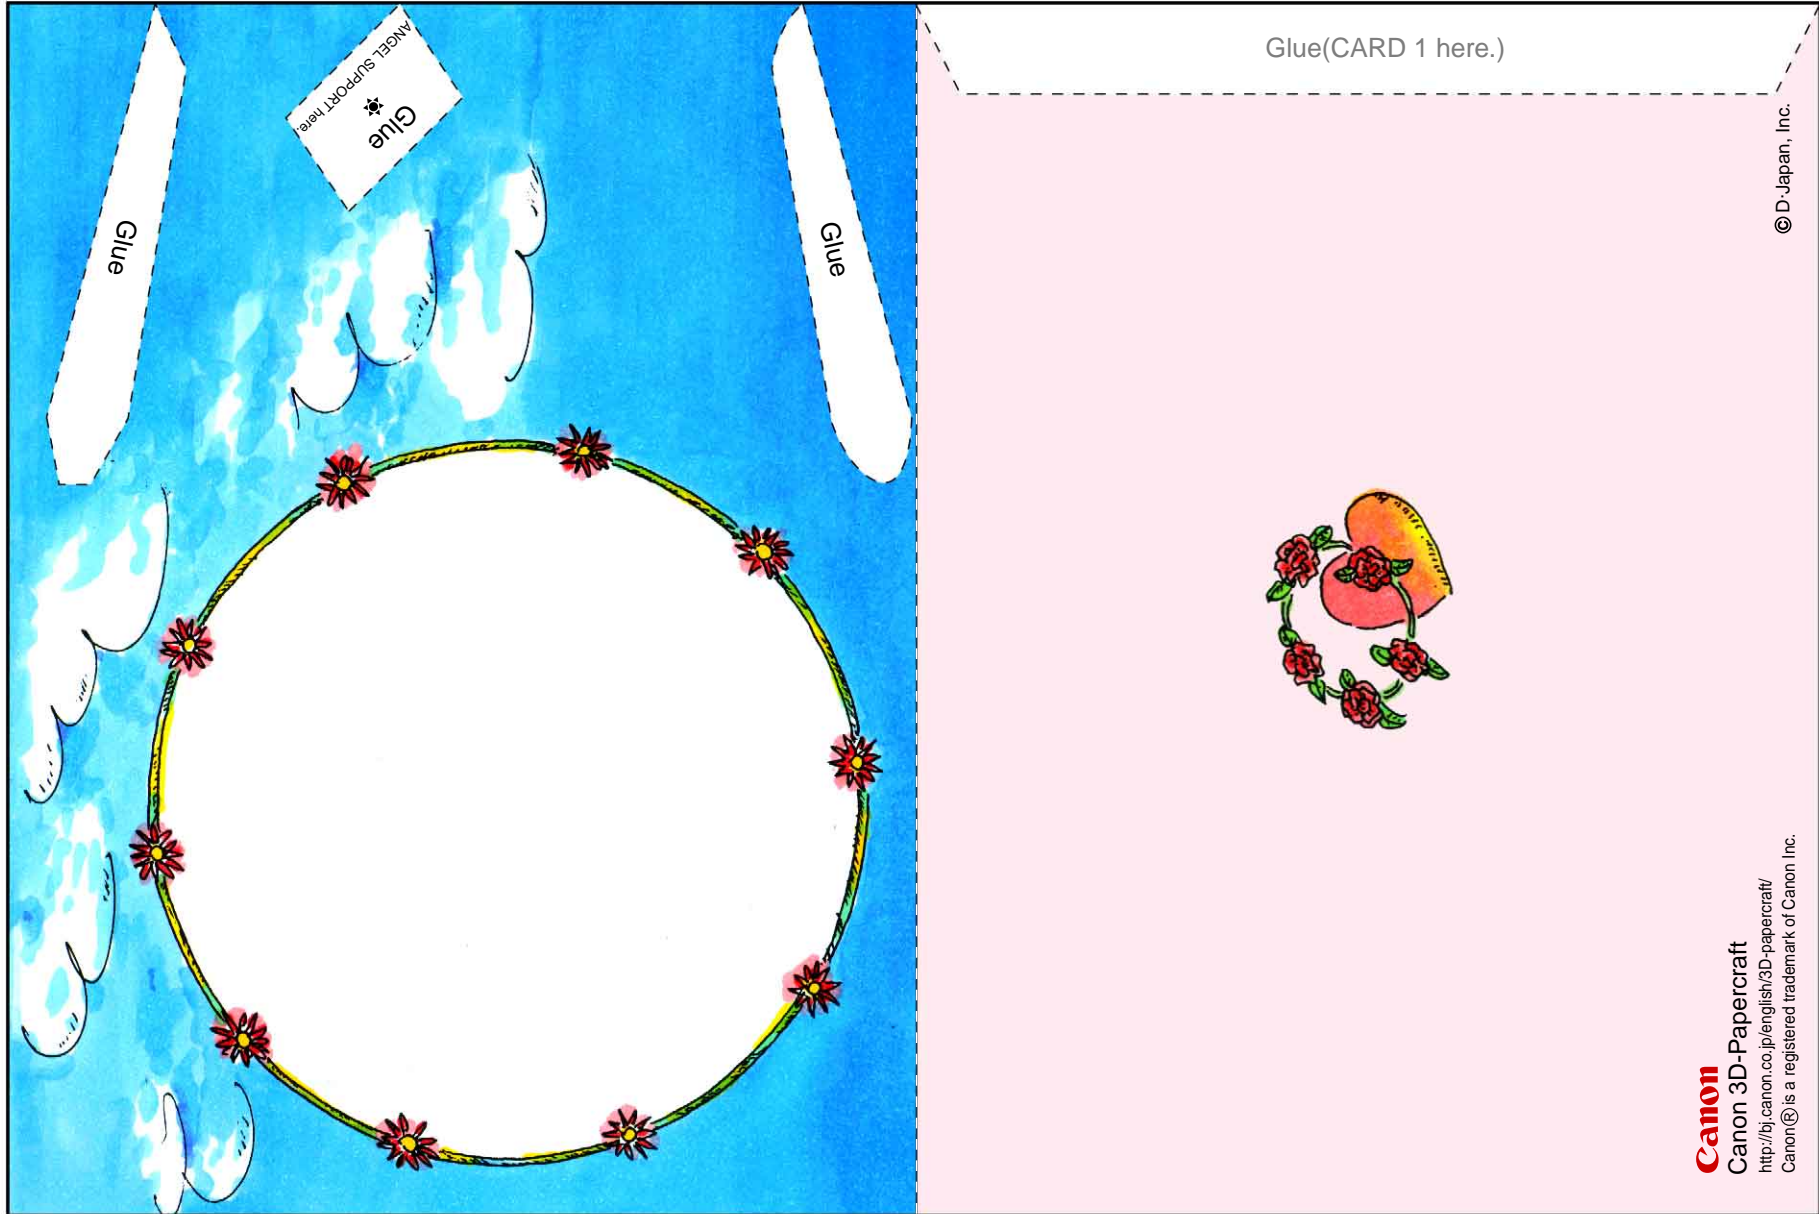 Glue
ANGEL SUPPORT here.
Glue
Glue
Glue(CARD 1 here.)
© D·Japan, Inc.
Canon
Canon 3D-Papercraft
http://bj.canon.co.jp/english/3D-papercraft/
Canon® is a registered trademark of Canon Inc.